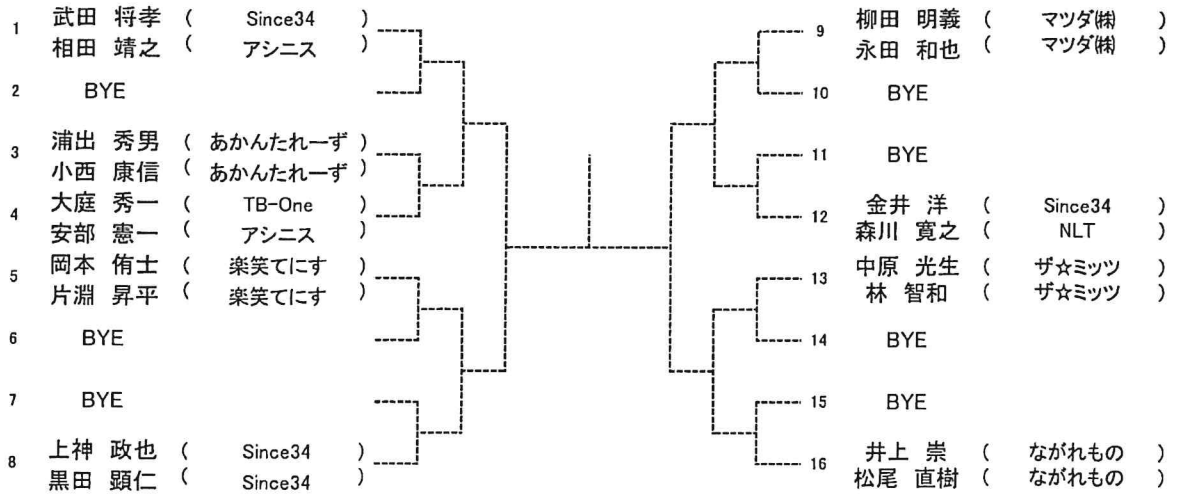 1 武田 将孝 ( Since34 )
相田 靖之 ( アシニス )
2 BYE
3 浦出 秀男 ( あかんたれーず )
小西 康信 ( あかんたれーず )
4 大庭 秀一 ( TB-One )
安部 憲一 ( アシニス )
5 岡本 侑士 ( 楽笑てにす )
片淵 昇平 ( 楽笑てにす )
6 BYE
7 BYE
8 上神 政也 ( Since34 )
黒田 顕仁 ( Since34 )
9 柳田 明義 ( マツダ㈱ )
永田 和也 ( マツダ㈱ )
10 BYE
11 BYE
12 金井 洋 ( Since34 )
森川 寛之 ( NLT )
13 中原 光生 ( ザ☆ミッツ )
林 智和 ( ザ☆ミッツ )
14 BYE
15 BYE
16 井上 崇 ( ながれもの )
松尾 直樹 ( ながれもの )